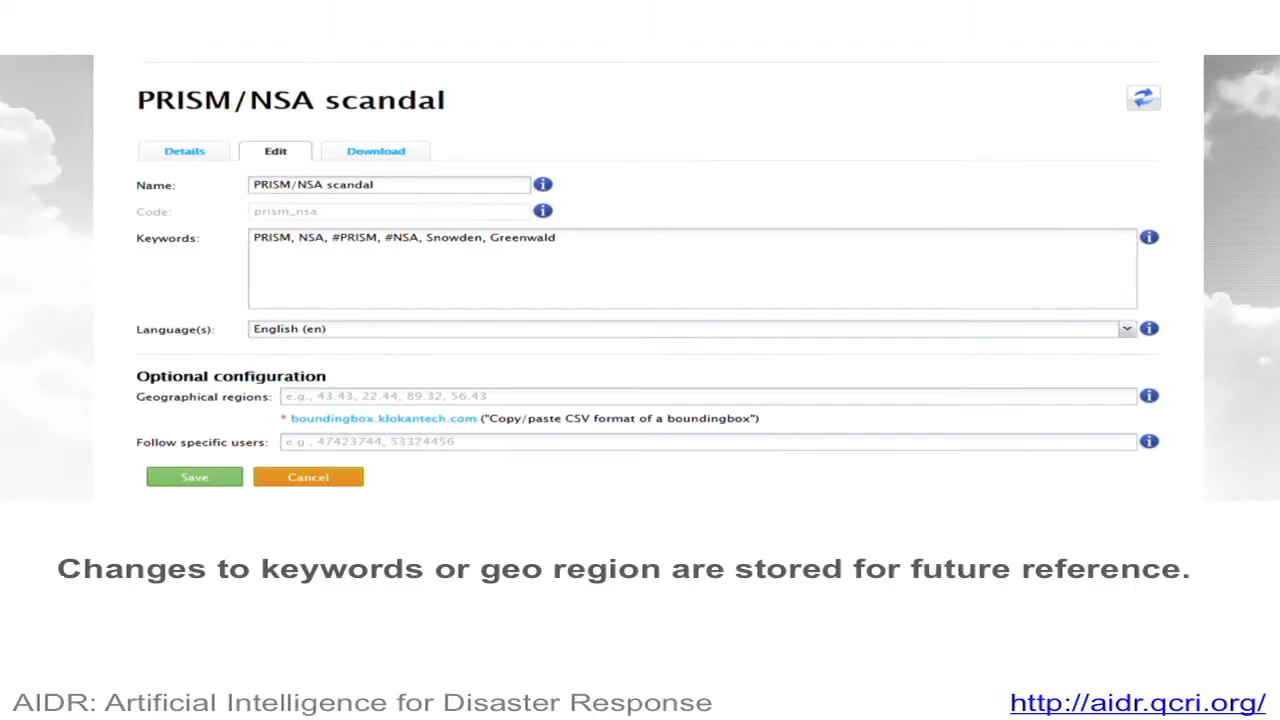 PRISM/NSA scandal
Details Edit Download
Name: PRISM/NSA scandal
Code: prism_nsa
Keywords: PRISM, NSA, #PRISM, #NSA, Snowden, Greenwald
Language(s): English (en)
Optional configuration
Geographical regions: e.g., 43.43, 22.44, 89.32, 56.43
* boundingbox.klokantech.com ("Copy/paste CSV format of a boundingbox")
Follow specific users: e.g., 47423744, 53324456
Save Cancel
Changes to keywords or geo region are stored for future reference.
AIDR: Artificial Intelligence for Disaster Response http://aidr.qcri.org/